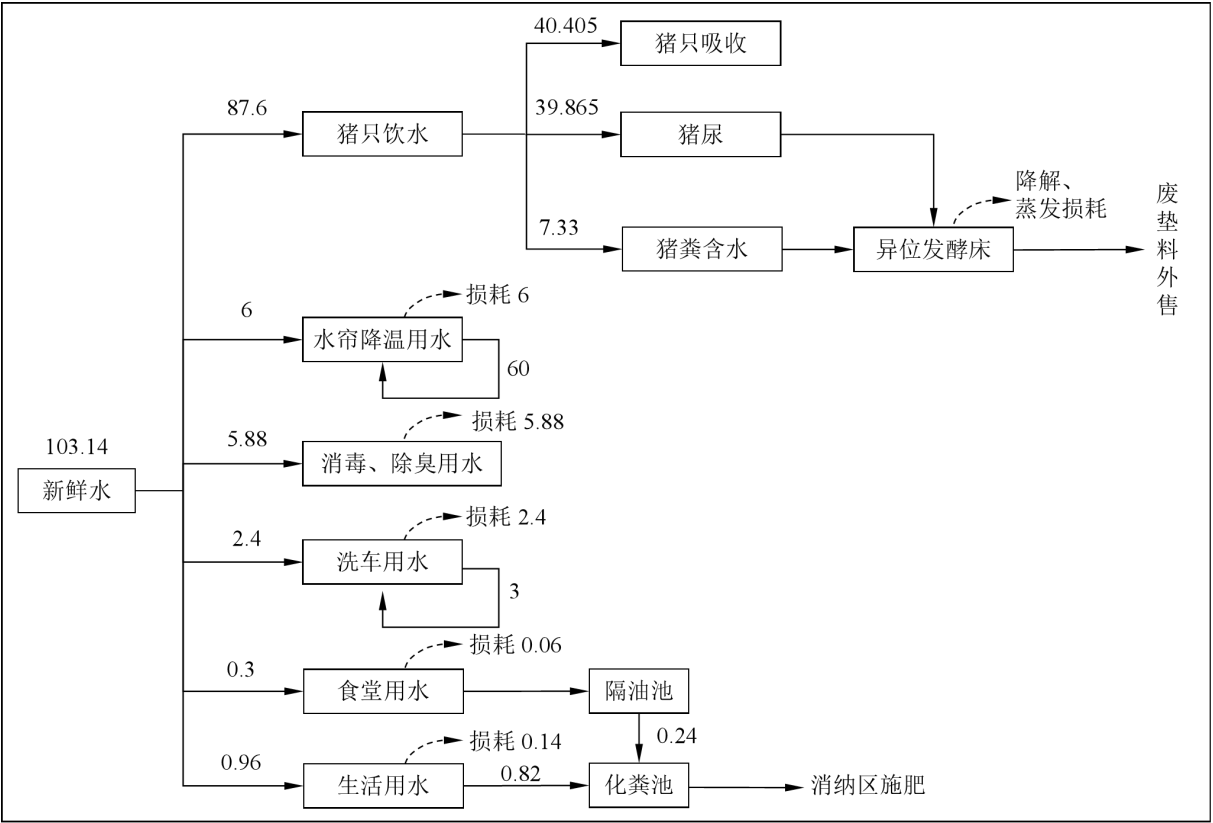 40.405
猪只吸收
87.6
猪只饮水
39.865
猪尿
降解、
蒸发损耗
废垫料外售
7.33
猪粪含水
异位发酵床
损耗 6
6
水帘降温用水
60
损耗 5.88
5.88
消毒、除臭用水
103.14
新鲜水
损耗 2.4
2.4
洗车用水
3
损耗 0.06
0.3
食堂用水
隔油池
0.24
损耗 0.14
0.96
生活用水
0.82
化粪池
消纳区施肥